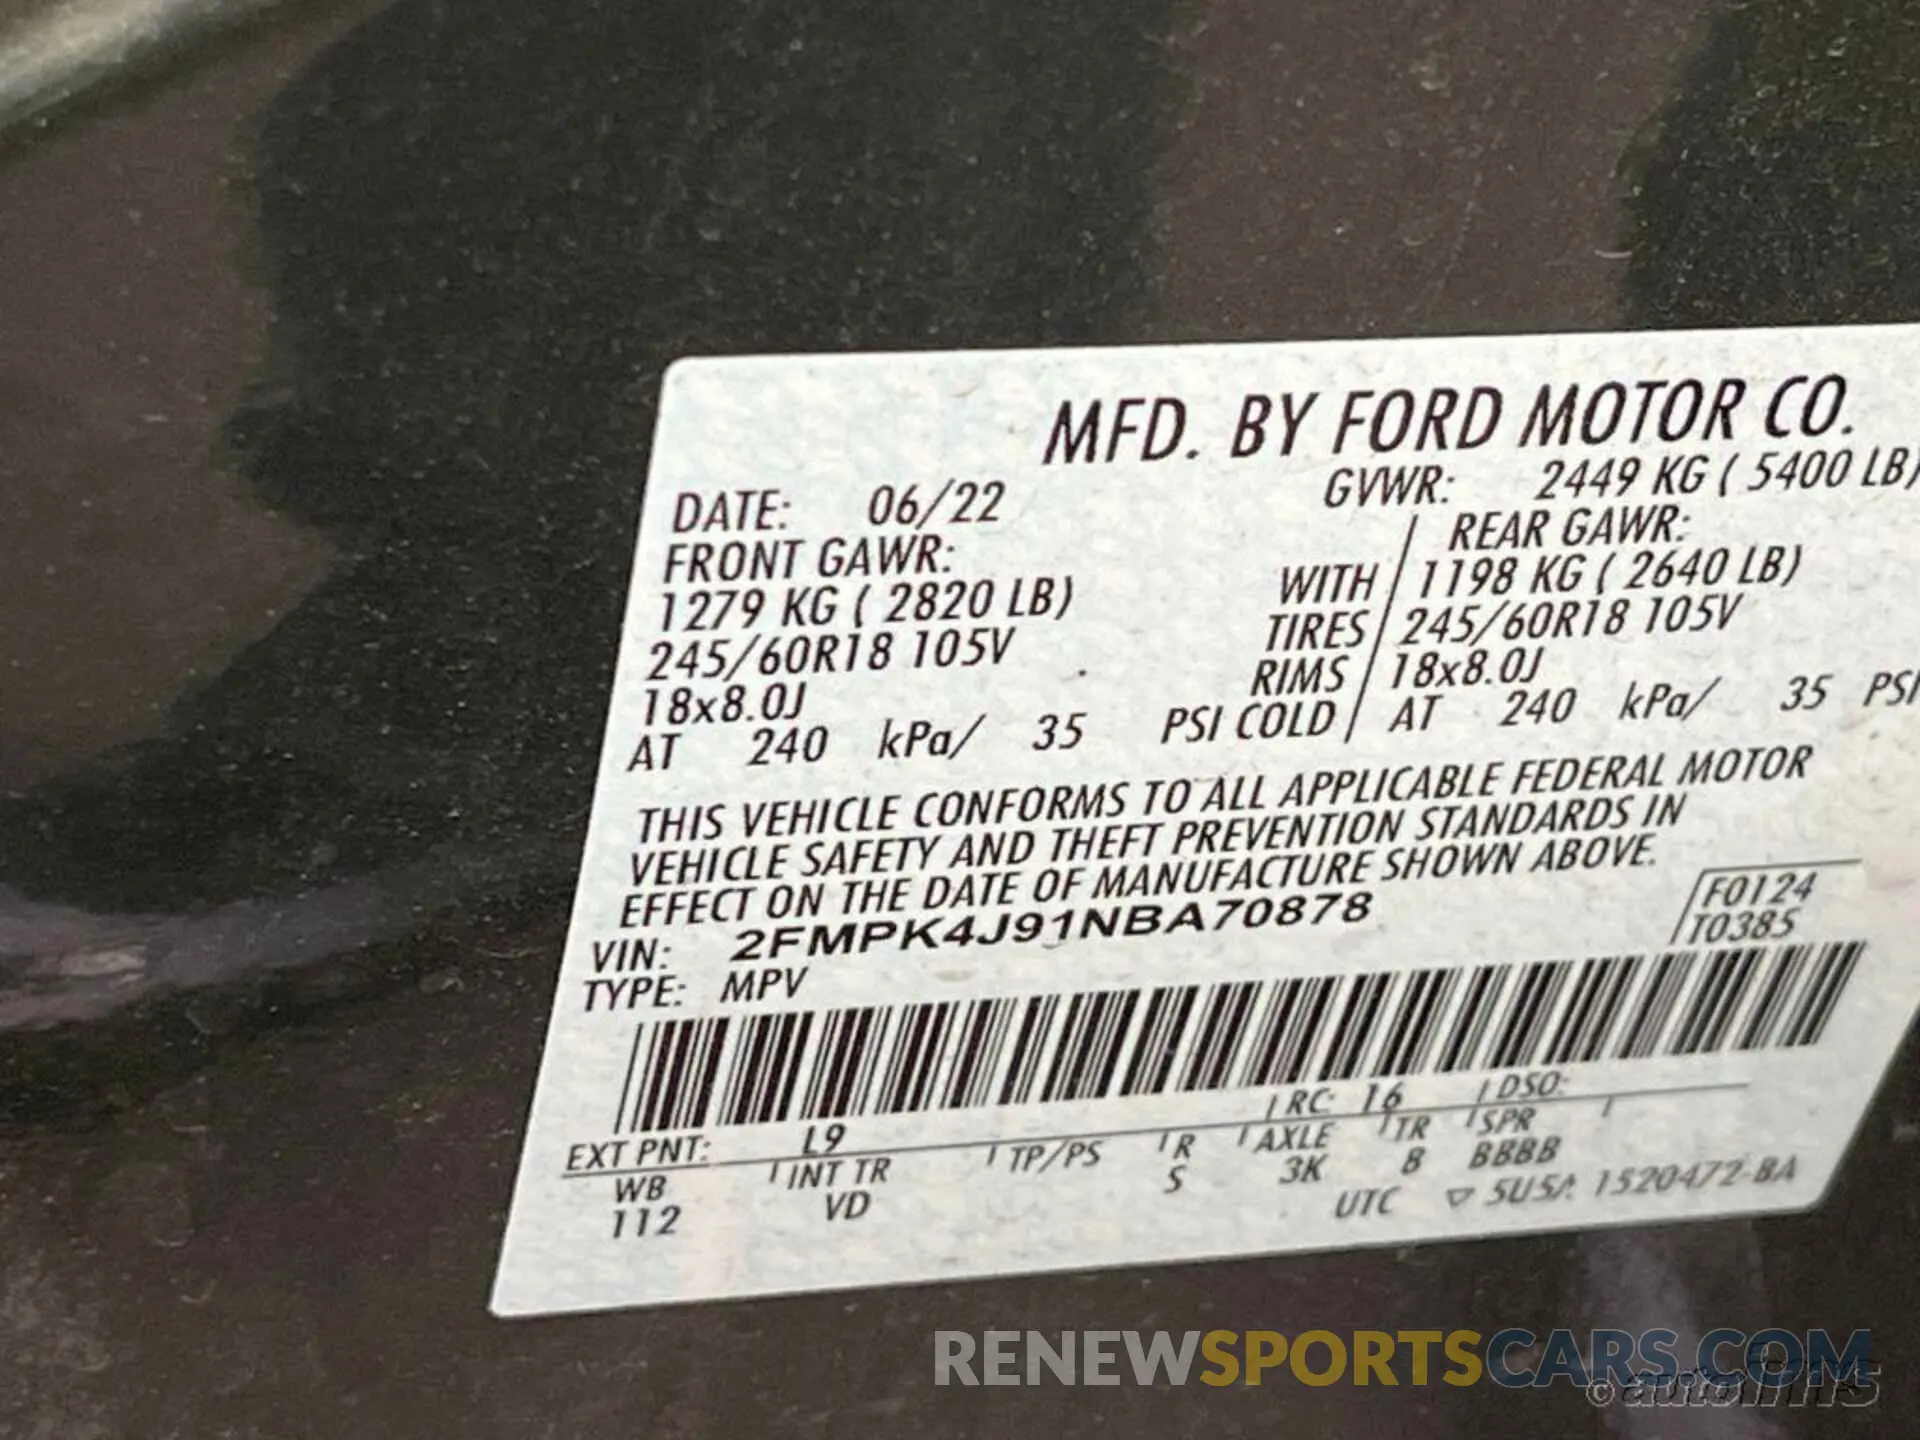 MFD. BY FORD MOTOR CO.
DATE: 06/22 GVWR: 2449 KG ( 5400 LB)
FRONT GAWR: REAR GAWR:
1279 KG ( 2820 LB) WITH 1198 KG ( 2640 LB)
245/60R18 105V TIRES 245/60R18 105V
18x8.0J RIMS 18x8.0J
AT 240 kPa/ 35 PSI COLD AT 240 kPa/ 35 PSI
THIS VEHICLE CONFORMS TO ALL APPLICABLE FEDERAL MOTOR
VEHICLE SAFETY AND THEFT PREVENTION STANDARDS IN
EFFECT ON THE DATE OF MANUFACTURE SHOWN ABOVE.
VIN: 2FMPK4J91NBA70878 F0124
TYPE: MPV T0385
EXT PNT: L9 RC: 16 DSO:
WB INT TR TP/PS R AXLE TR SPR
112 VD S 3K 8 BBBB
UTC ▽ 5U5A 1520472-BA
RENEWSPORTSCARS.COM